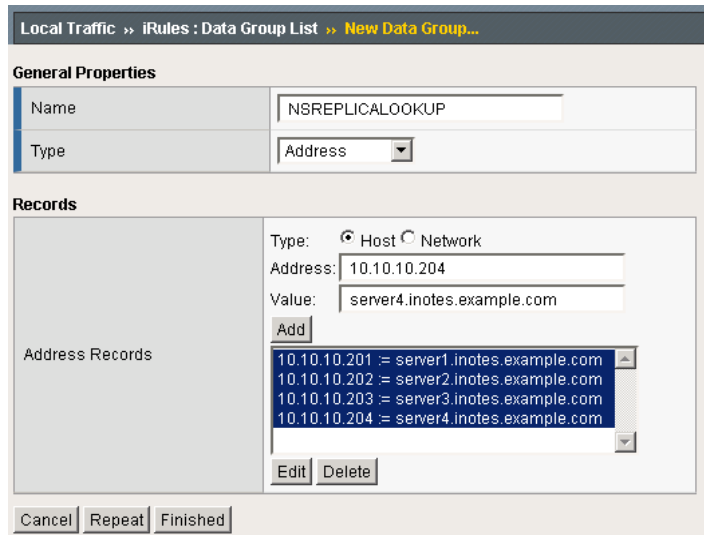 Local Traffic » iRules : Data Group List » New Data Group...
General Properties
Name NSREPLICALOOKUP
Type Address
Records
Address Records
Type: Host Network
Address: 10.10.10.204
Value: server4.inotes.example.com
Add
10.10.10.201 := server1.inotes.example.com
10.10.10.202 := server2.inotes.example.com
10.10.10.203 := server3.inotes.example.com
10.10.10.204 := server4.inotes.example.com
Edit Delete
Cancel Repeat Finished